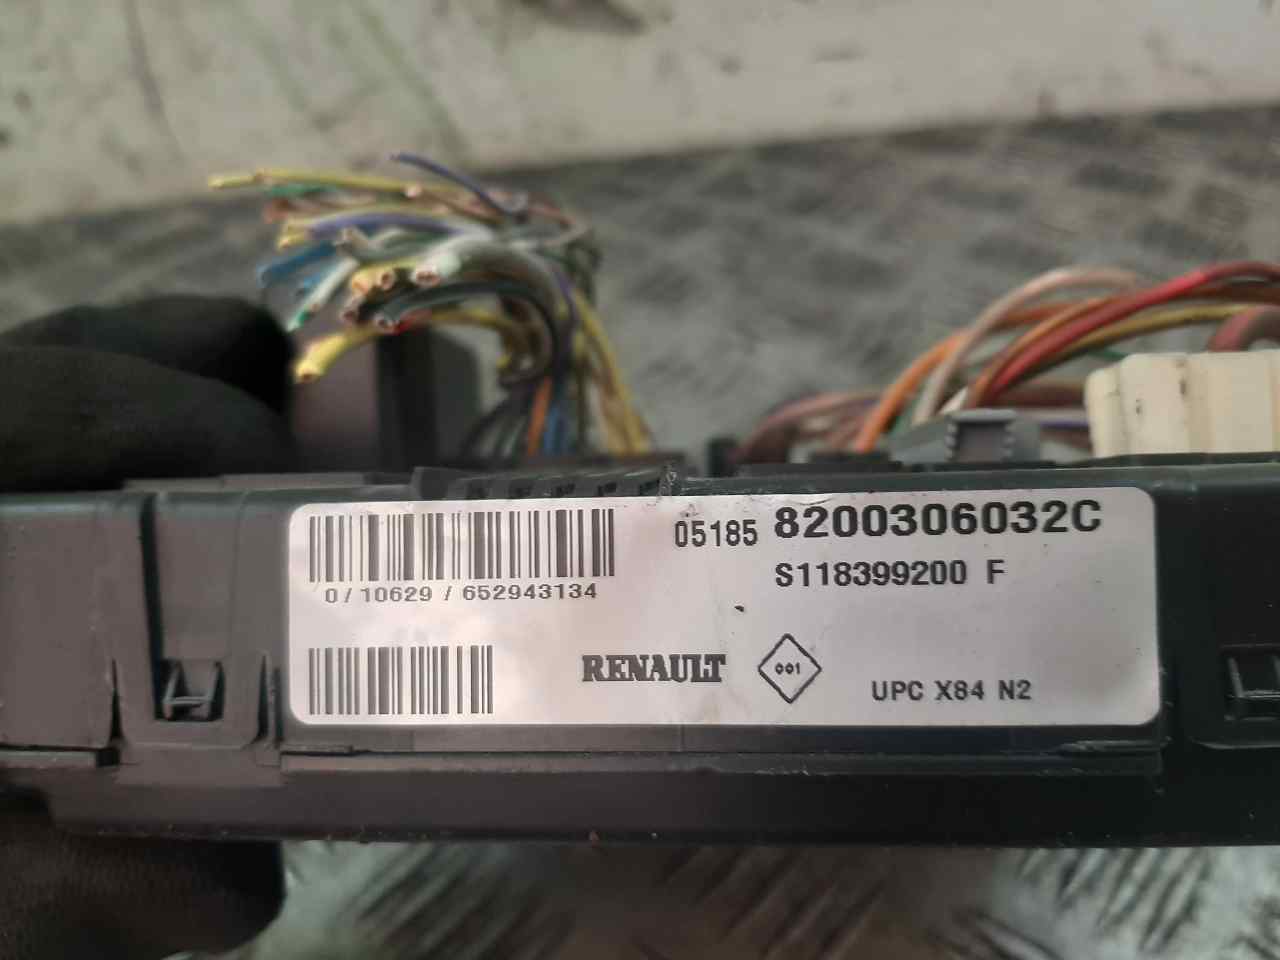 05185 8200306032C
S118399200 F
0/10629/652943134
RENAULT
001
UPC X84 N2